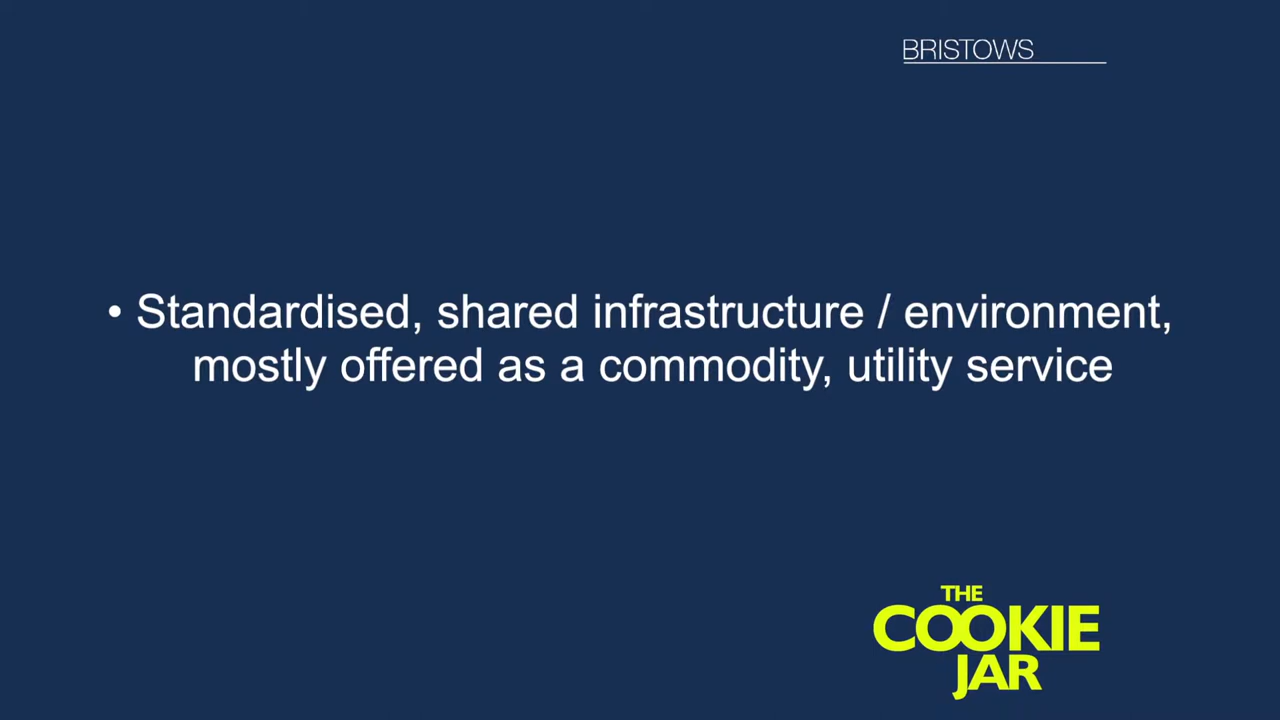 BRISTOWS
• Standardised, shared infrastructure / environment,
mostly offered as a commodity, utility service
THE
COOKIE
JAR